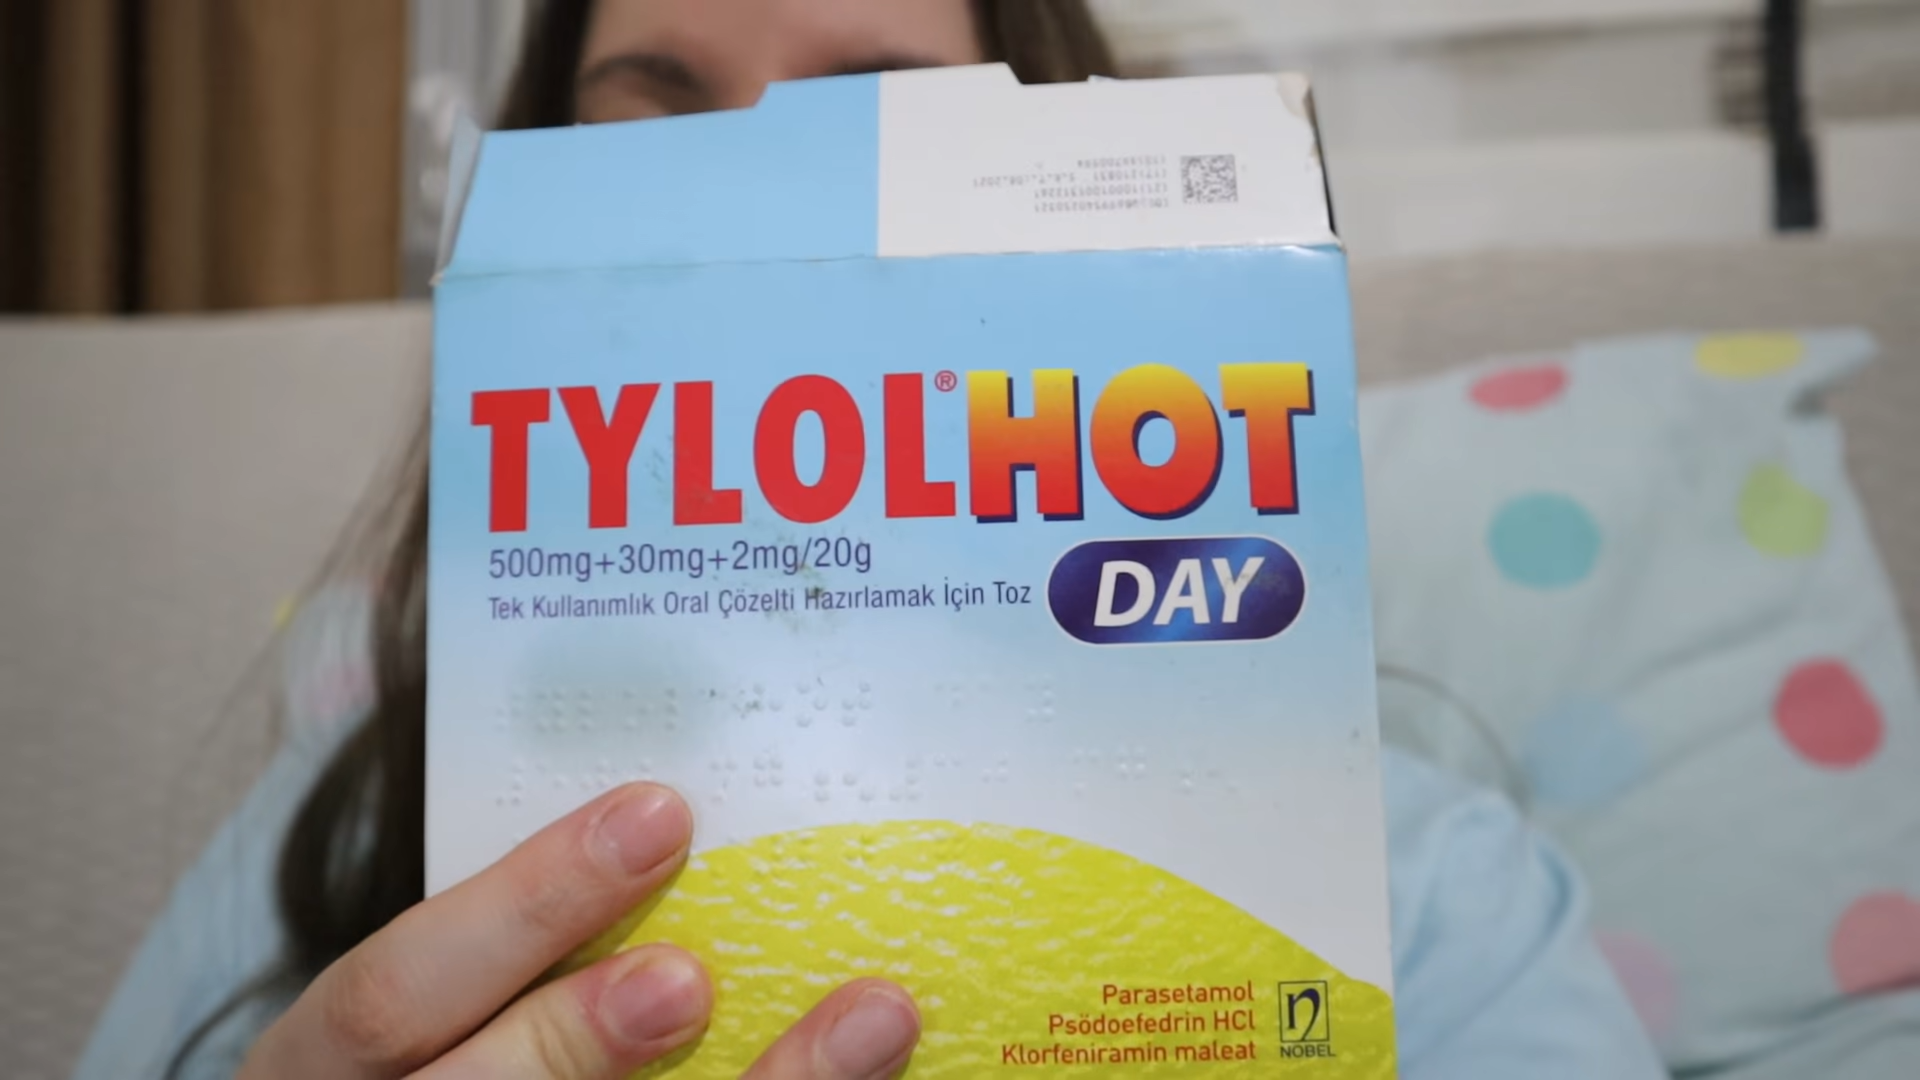 TYLOL®HOT
500mg+30mg+2mg/20g
Tek Kullanımlık Oral Çözelti Hazırlamak İçin Toz
DAY
Parasetamol
Psödoefedrin HCl
Klorfeniramin maleat
NOBEL